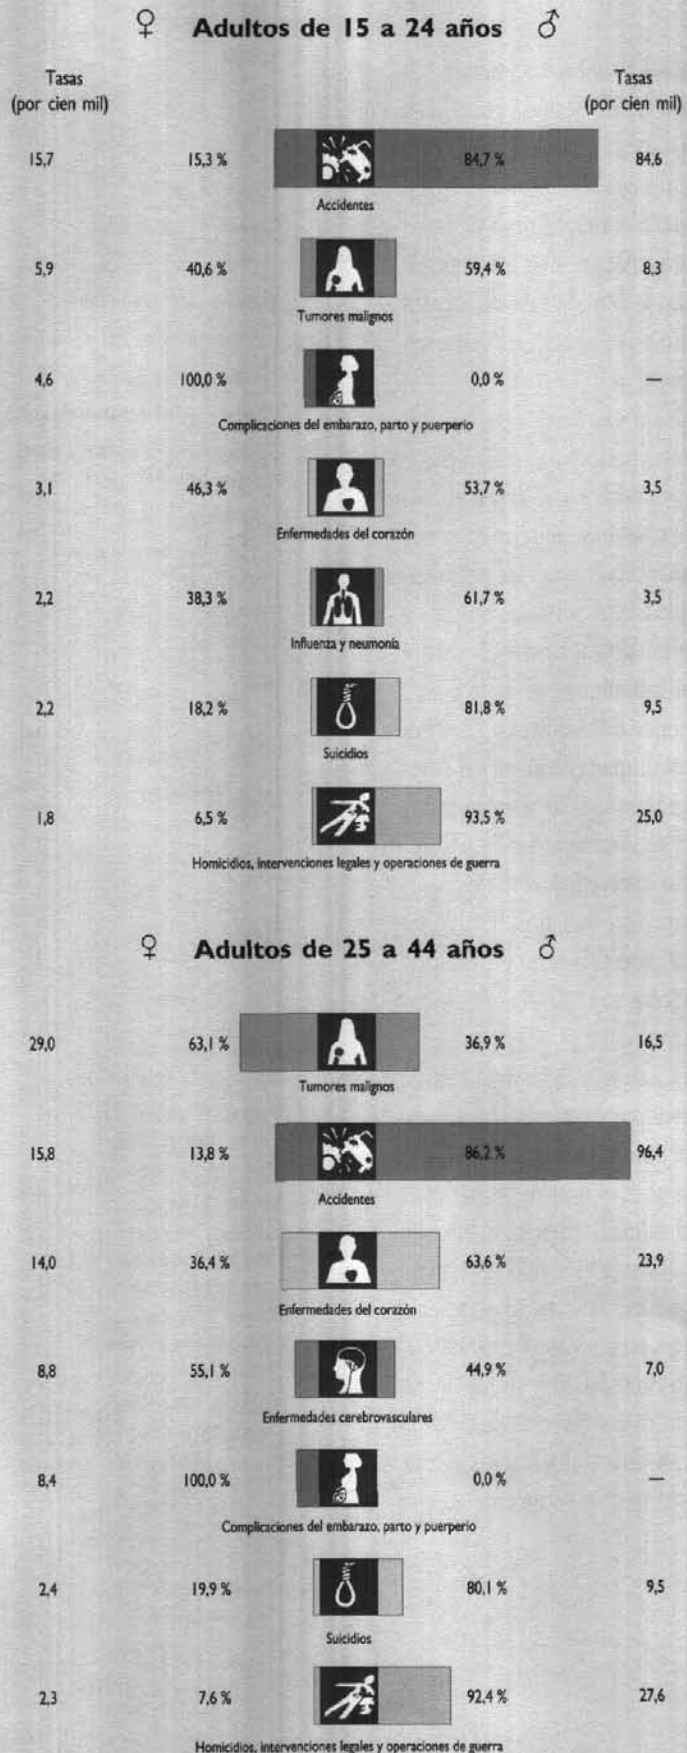 ♀ Adultos de 15 a 24 años ♂
Tasas Tasas
(por cien mil) (por cien mil)
15,7 15,3 % 84,7 % 84,6
Accidentes
5,9 40,6 % 59,4 % 8,3
Tumores malignos
4,6 100,0 % 0,0 % —
Complicaciones del embarazo, parto y puerperio
3,1 46,3 % 53,7 % 3,5
Enfermedades del corazón
2,2 38,3 % 61,7 % 3,5
Influenza y neumonía
2,2 18,2 % 81,8 % 9,5
Suicidios
1,8 6,5 % 93,5 % 25,0
Homicidios, intervenciones legales y operaciones de guerra
♀ Adultos de 25 a 44 años ♂
29,0 63,1 % 36,9 % 16,5
Tumores malignos
15,8 13,8 % 86,2 % 96,4
Accidentes
14,0 36,4 % 63,6 % 23,9
Enfermedades del corazón
8,8 55,1 % 44,9 % 7,0
Enfermedades cerebrovasculares
8,4 100,0 % 0,0 % —
Complicaciones del embarazo, parto y puerperio
2,4 19,9 % 80,1 % 9,5
Suicidios
2,3 7,6 % 92,4 % 27,6
Homicidios, intervenciones legales y operaciones de guerra